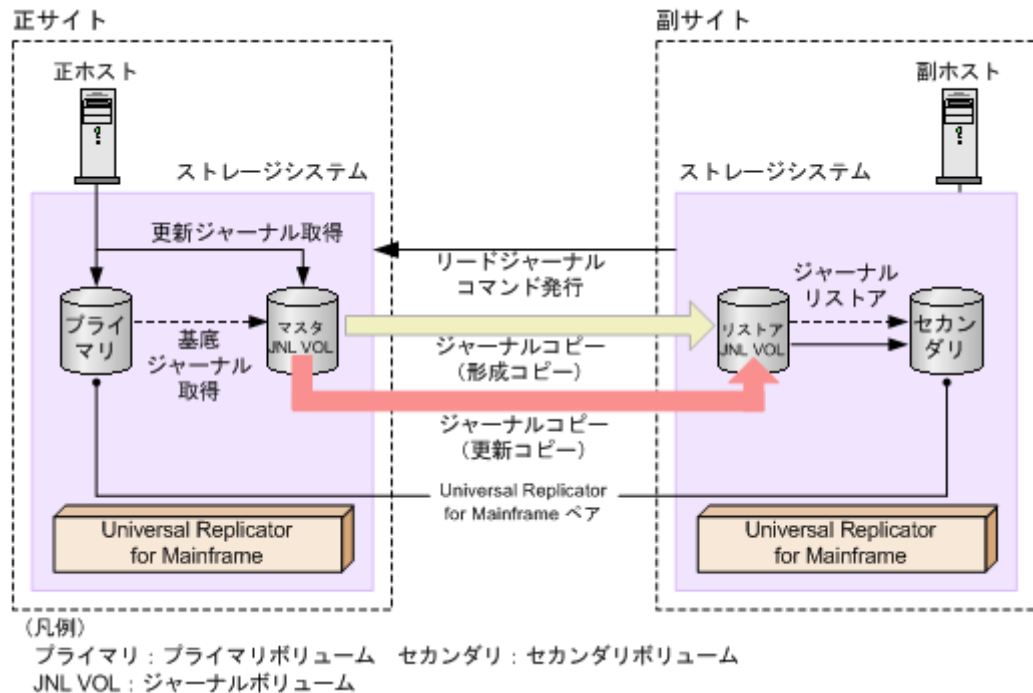 正サイト
副サイト
正ホスト
副ホスト
ストレージシステム
ストレージシステム
更新ジャーナル取得
リードジャーナル
コマンド発行
ジャーナル
リストア
プライ
マリ
基底
ジャーナル
取得
マスタ
JNL VOL
ジャーナルコピー
（形成コピー）
リストア
JNL VOL
セカン
ダリ
ジャーナルコピー
（更新コピー）
Universal Replicator
for Mainframe ペア
Universal Replicator
for Mainframe
Universal Replicator
for Mainframe
（凡例）
プライマリ：プライマリボリューム　セカンダリ：セカンダリボリューム
JNL VOL：ジャーナルボリューム